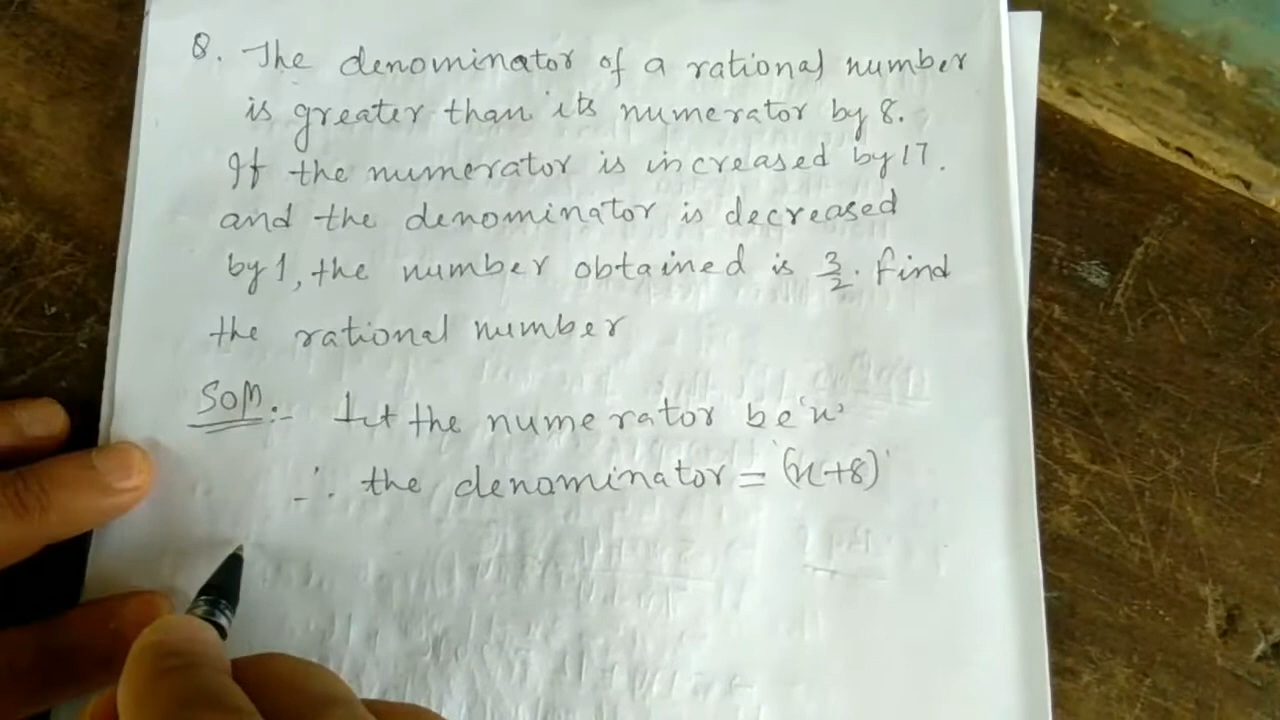 8. The denominator of a rational number
is greater than its numerator by 8.
If the numerator is increased by 17.
and the denominator is decreased
by 1, the number obtained is 3/2. find
the rational number
Soln:- Let the numerator be 'x'
∴ the denominator = (x+8)